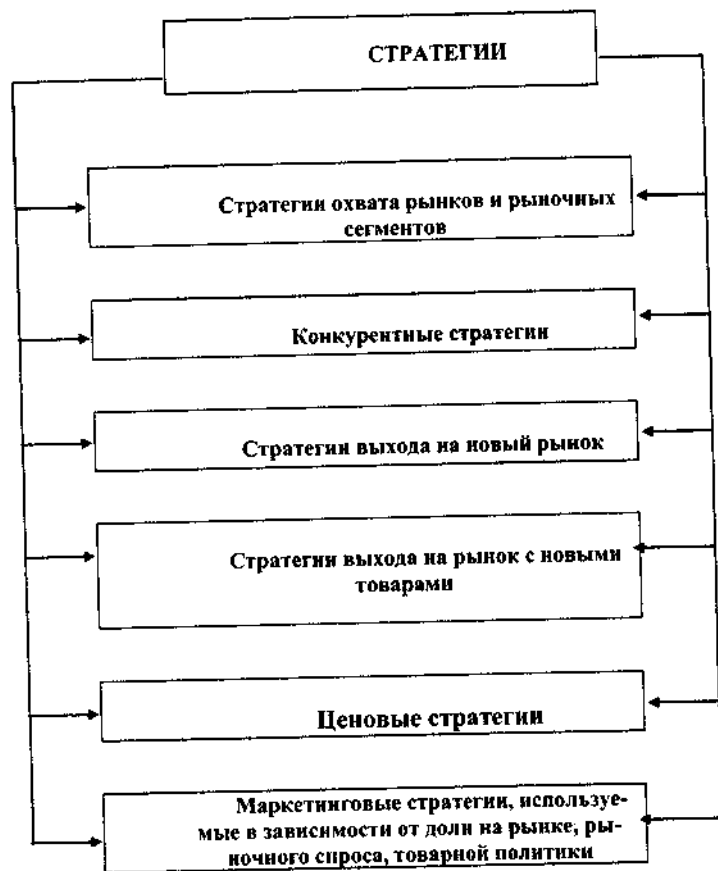 СТРАТЕГИИ
Стратегии охвата рынков и рыночных
сегментов
Конкурентные стратегии
Стратегии выхода на новый рынок
Стратегии выхода на рынок с новыми
товарами
Ценовые стратегии
Маркетинговые стратегии, используе-
мые в зависимости от доли на рынке, ры-
ночного спроса, товарной политики